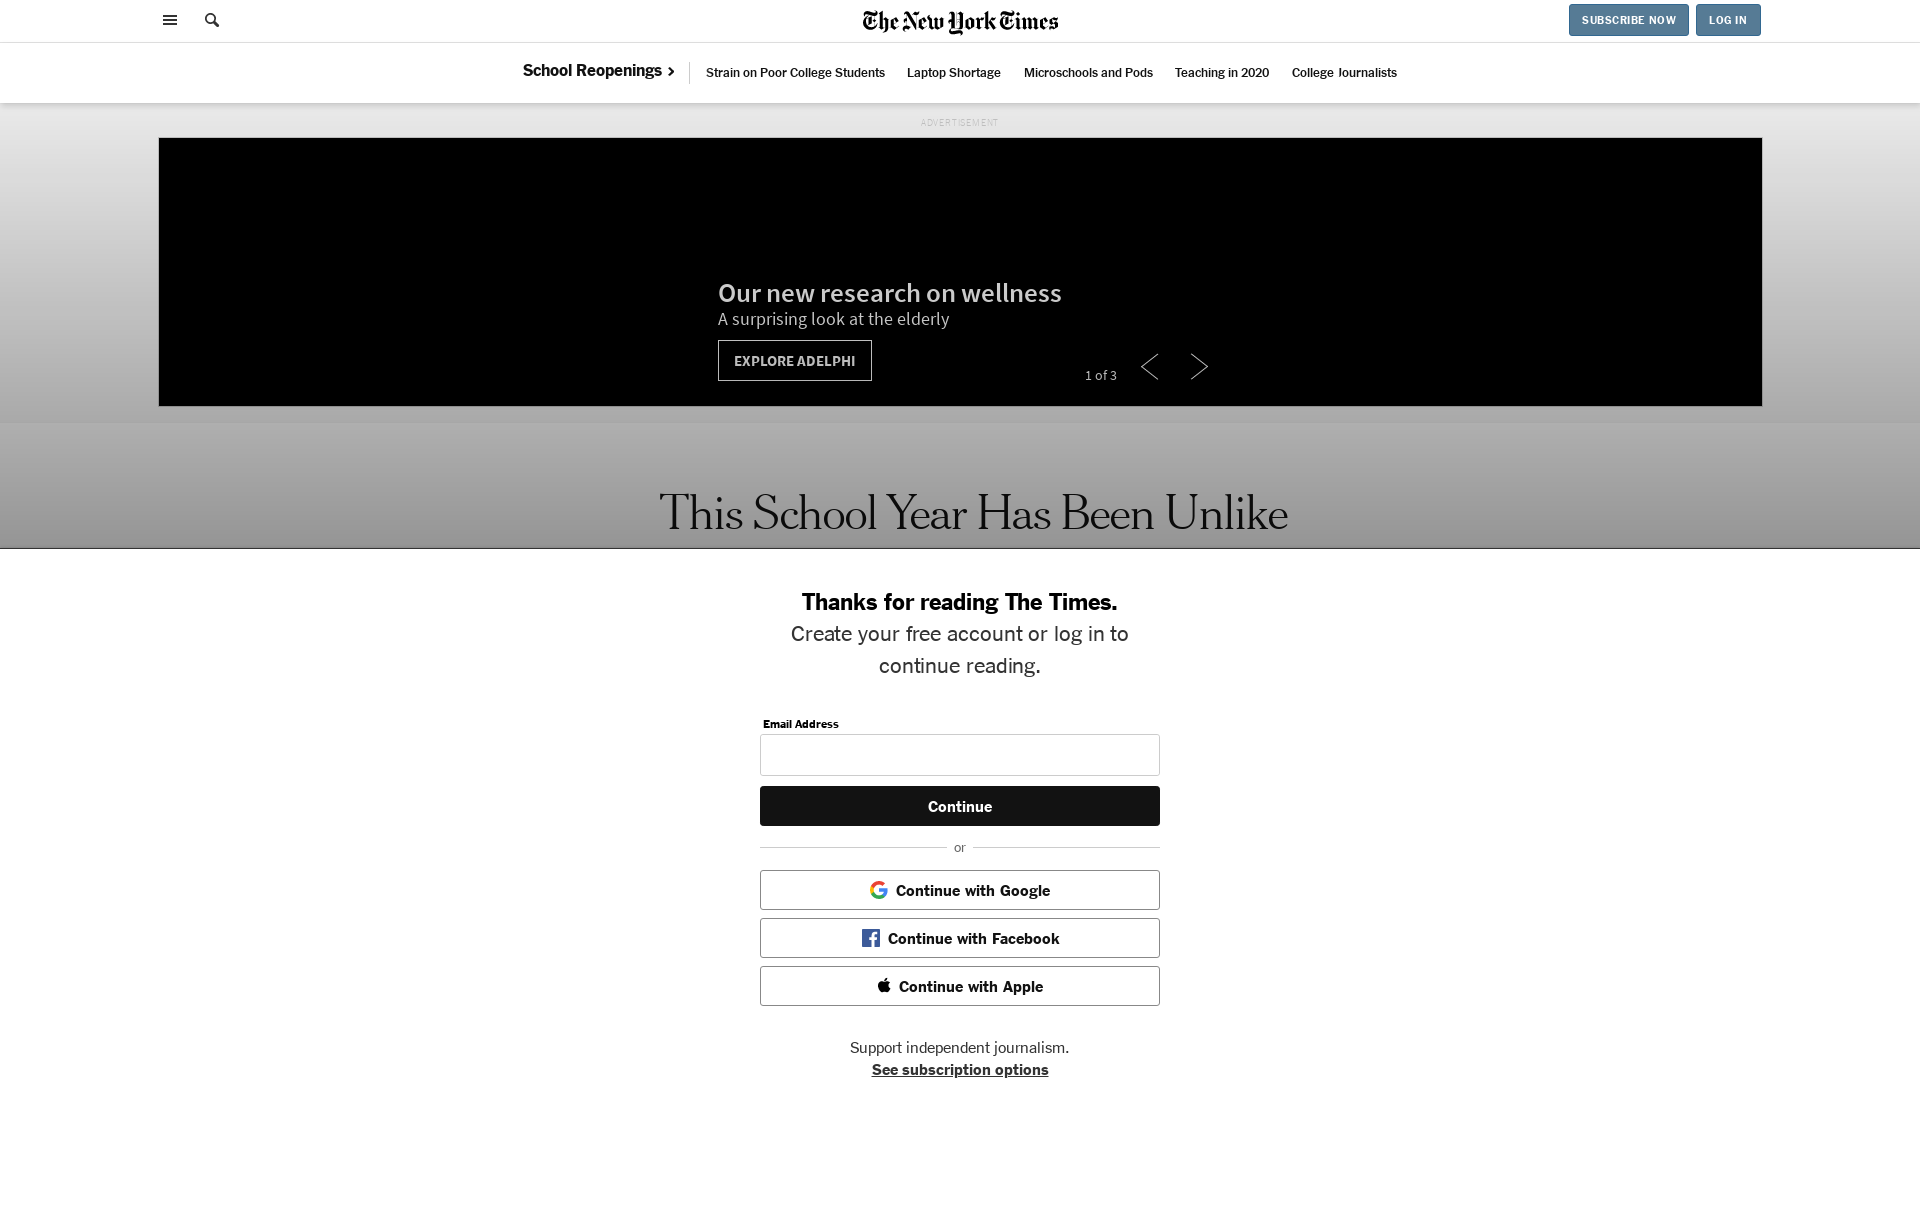 The New York Times
SUBSCRIBE NOW
LOG IN
School Reopenings
Strain on Poor College Students
Laptop Shortage
Microschools and Pods
Teaching in 2020
College Journalists
ADVERTISEMENT
Our new research on wellness
A surprising look at the elderly
EXPLORE ADELPHI
1 of 3
This School Year Has Been Unlike
Thanks for reading The Times.
Create your free account or log in to
continue reading.
Email Address
Continue
or
Continue with Google
Continue with Facebook
Continue with Apple
Support independent journalism.
See subscription options